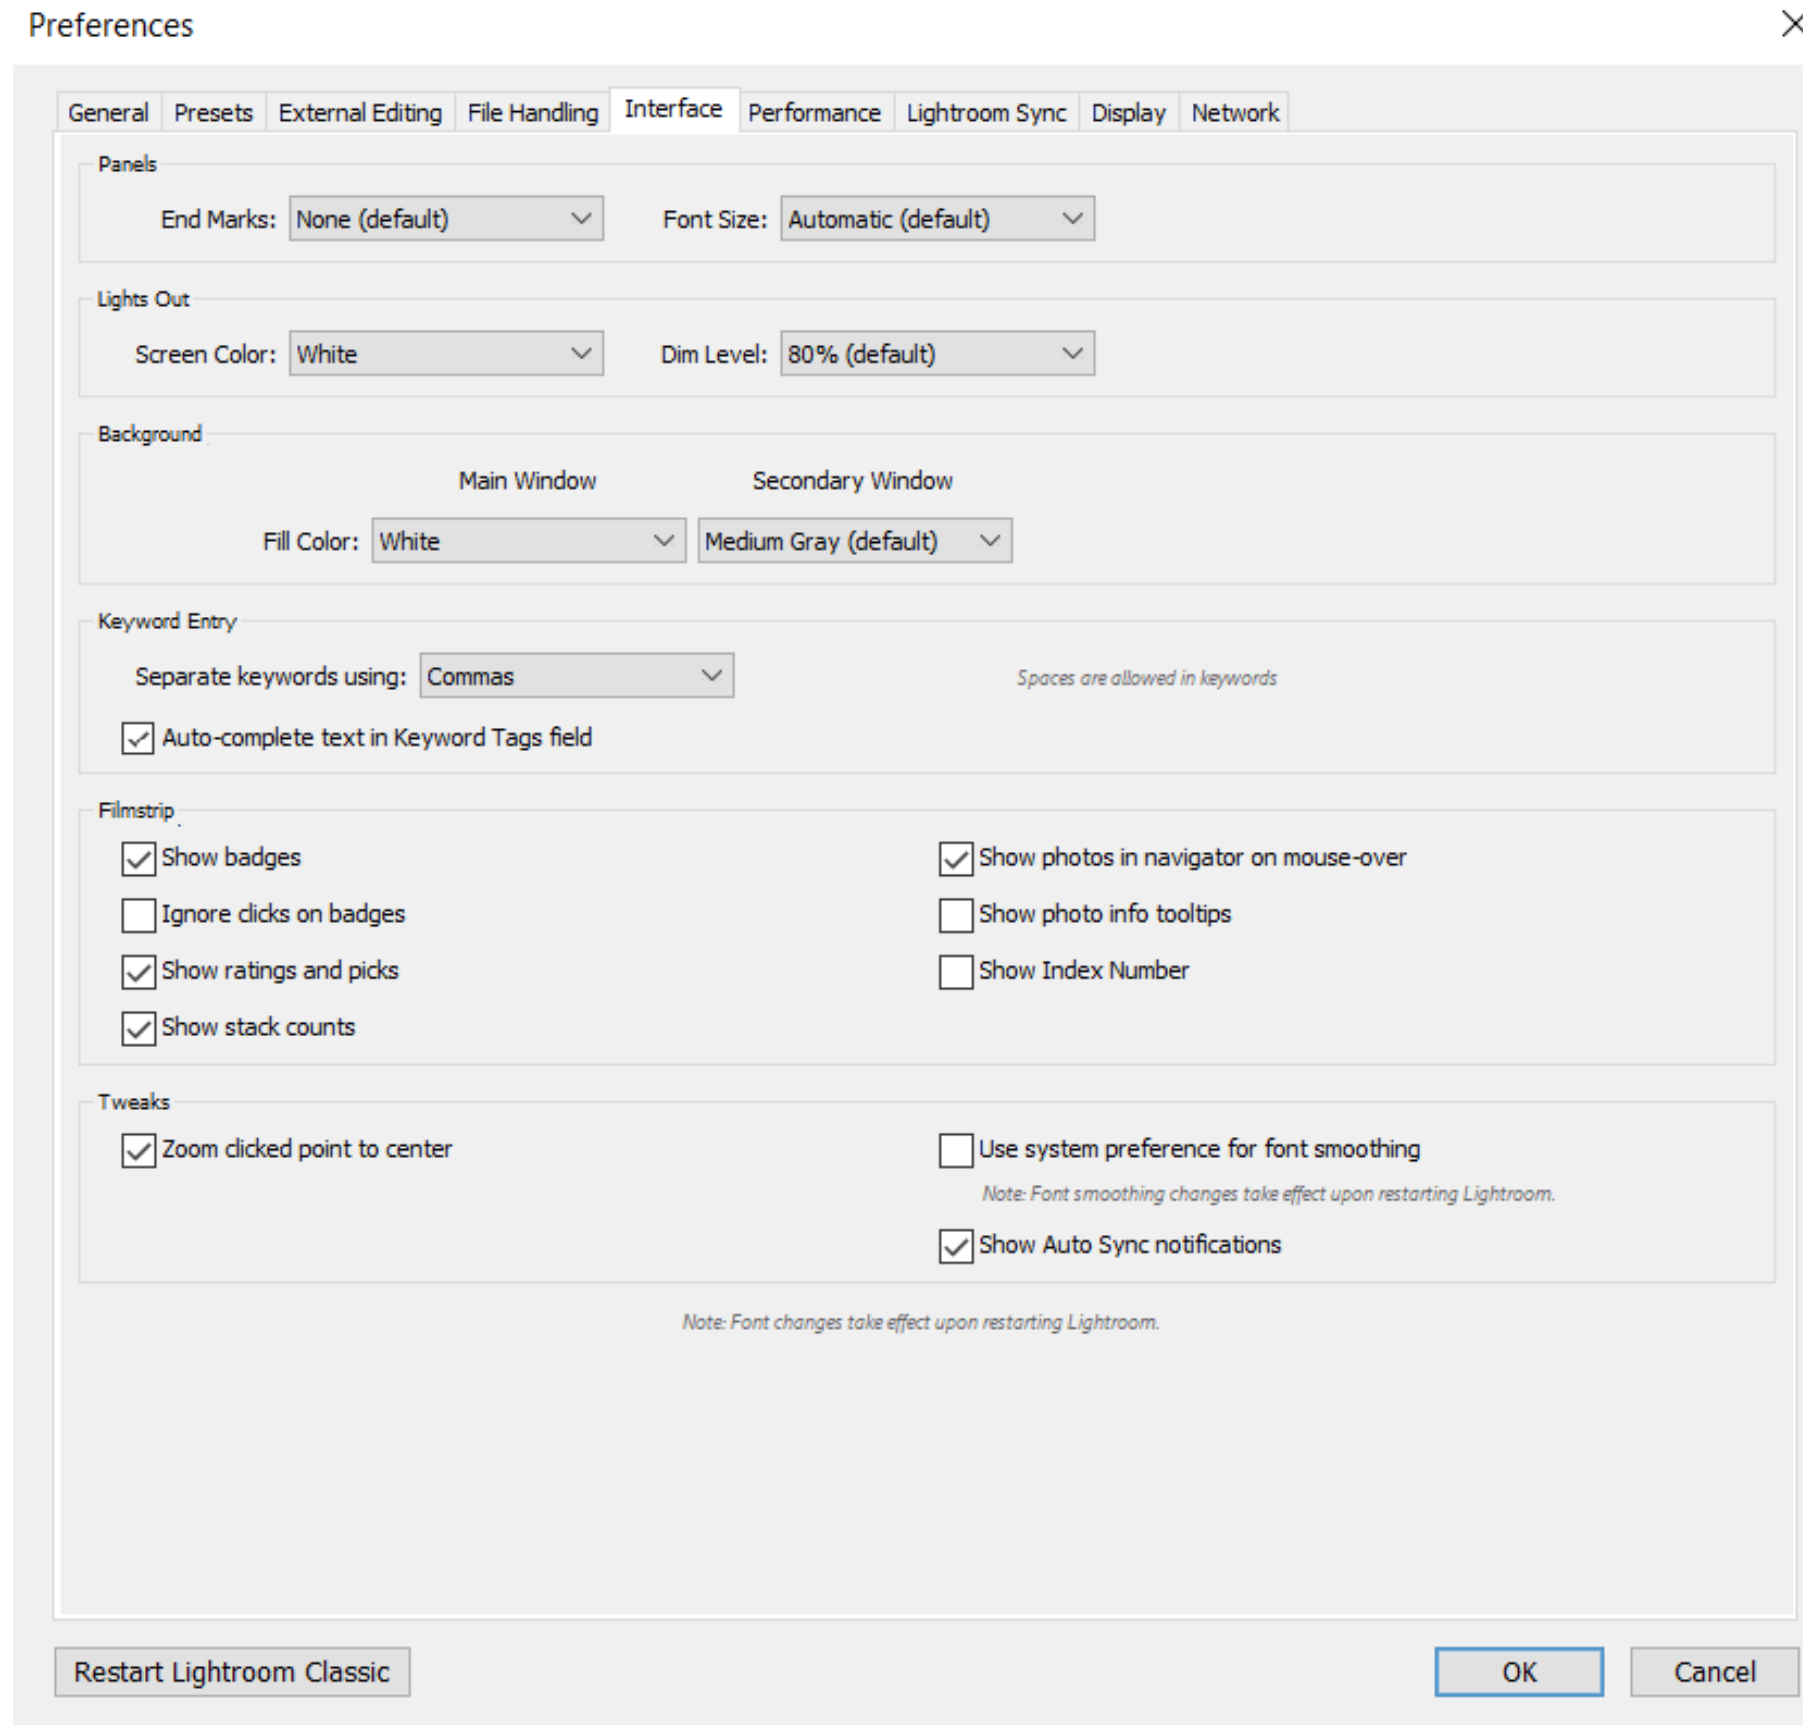 Preferences
General Presets External Editing File Handling Interface Performance Lightroom Sync Display Network
Panels
End Marks: None (default) Font Size: Automatic (default)
Lights Out
Screen Color: White Dim Level: 80% (default)
Background
Main Window Secondary Window
Fill Color: White Medium Gray (default)
Keyword Entry
Separate keywords using: Commas Spaces are allowed in keywords
Auto-complete text in Keyword Tags field
Filmstrip
Show badges Show photos in navigator on mouse-over
Ignore clicks on badges Show photo info tooltips
Show ratings and picks Show Index Number
Show stack counts
Tweaks
Zoom clicked point to center Use system preference for font smoothing
Note: Font smoothing changes take effect upon restarting Lightroom.
Show Auto Sync notifications
Note: Font changes take effect upon restarting Lightroom.
Restart Lightroom Classic OK Cancel